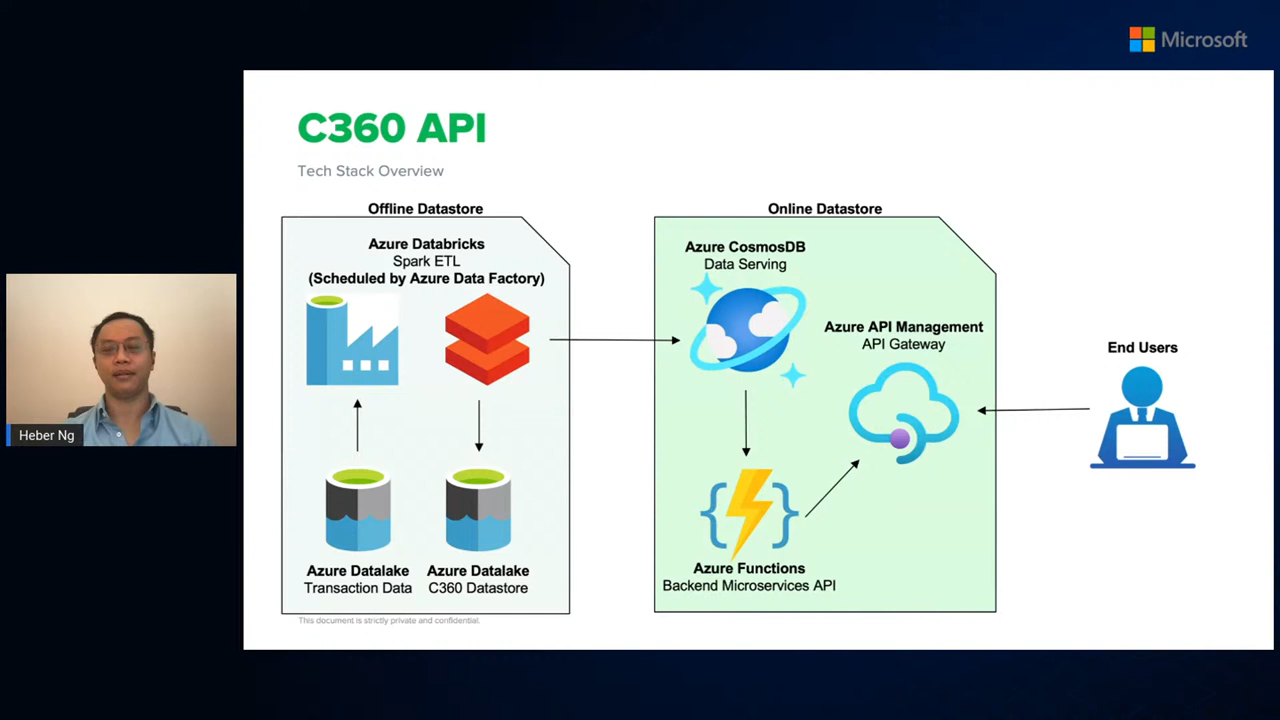 Microsoft
C360 API
Tech Stack Overview
Offline Datastore
Azure Databricks
Spark ETL
(Scheduled by Azure Data Factory)
Azure Datalake
Transaction Data
Azure Datalake
C360 Datastore
Online Datastore
Azure CosmosDB
Data Serving
Azure API Management
API Gateway
Azure Functions
Backend Microservices API
End Users
Heber Ng
This document is strictly private and confidential.